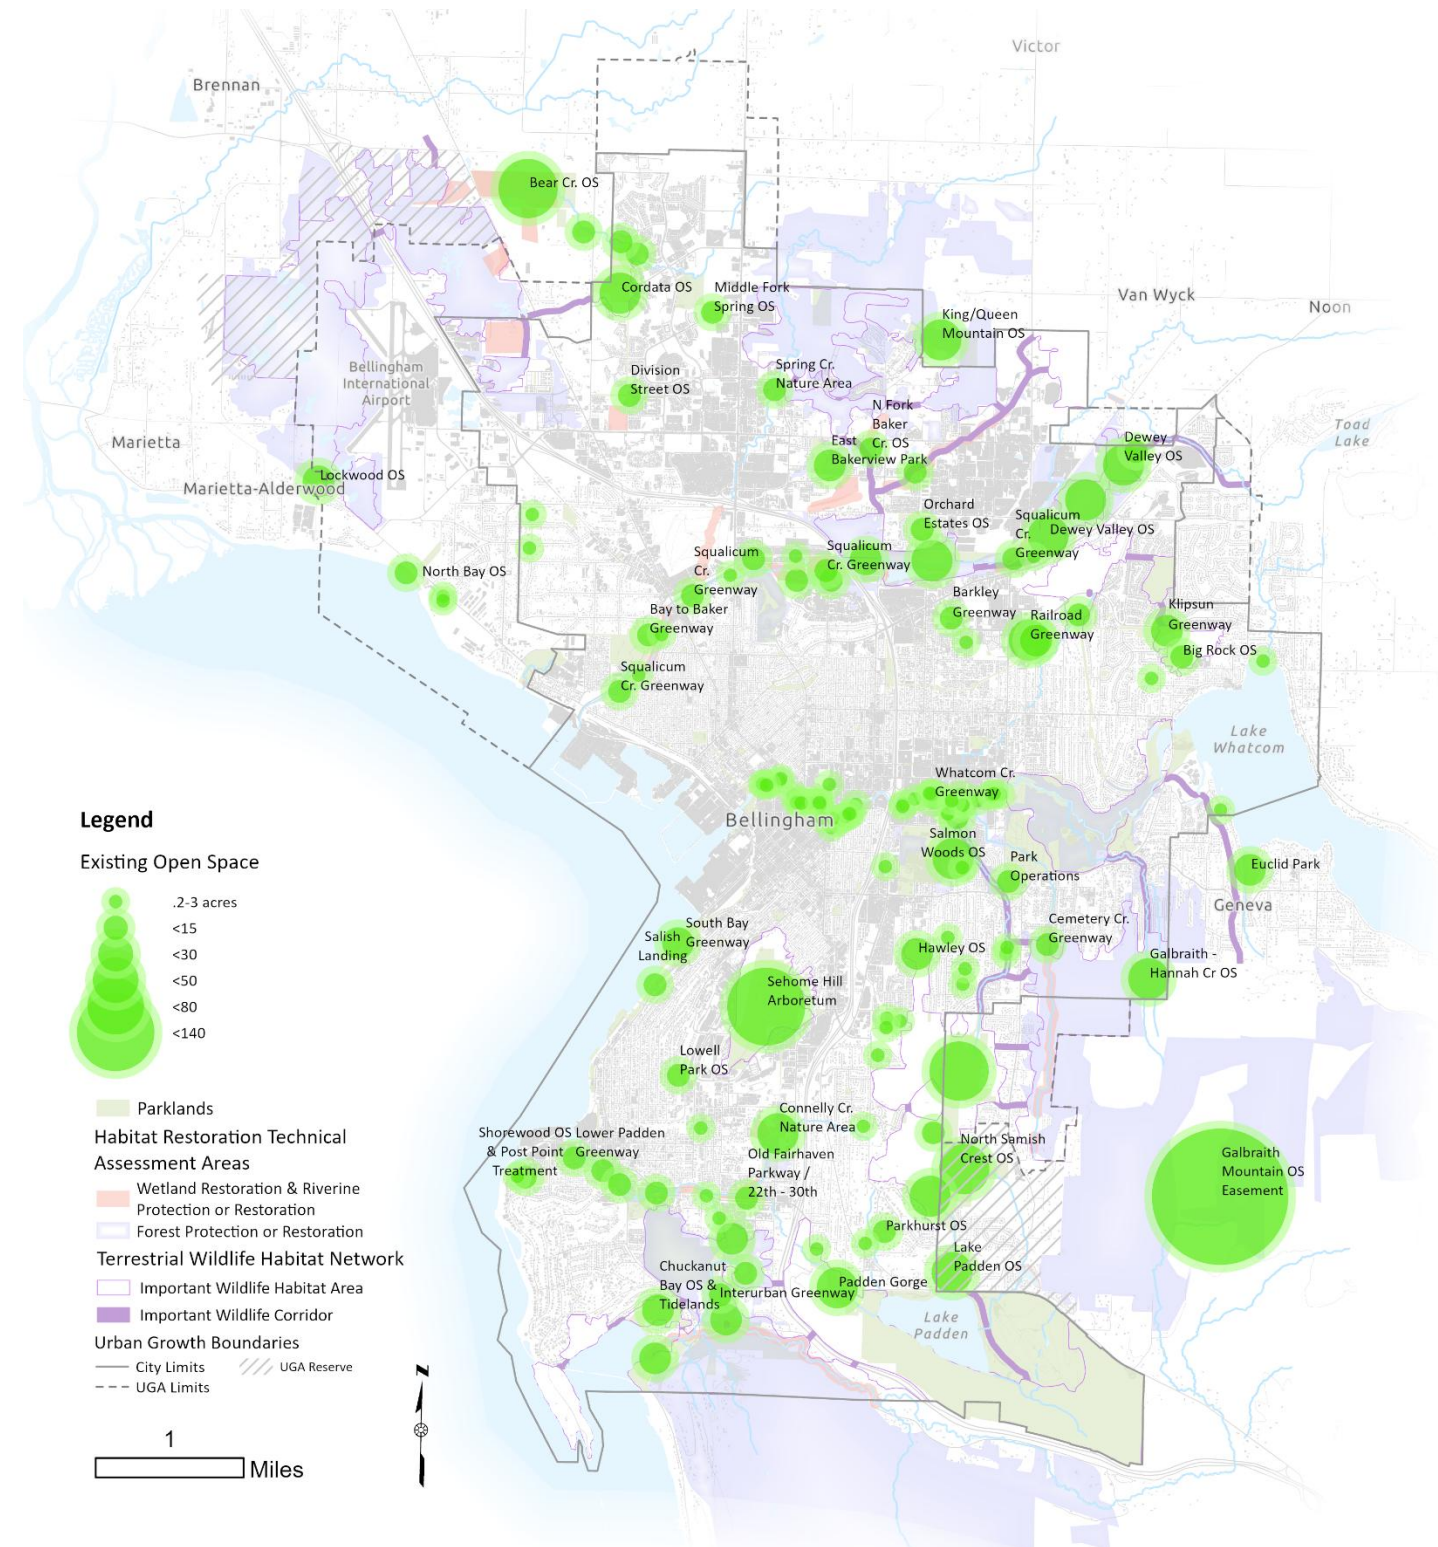 Victor
Brennan
Bear Cr. OS
Cordata OS
Middle Fork
Spring OS
Van Wyck
Noon
King/Queen
Mountain OS
Bellingham
International
Airport
Division
Street OS
Spring Cr.
Nature Area
N Fork
Baker
Cr. OS
East
Bakerview Park
Toad
Lake
Marietta
Dewey
Valley OS
Lockwood OS
Marietta-Alderwood
Orchard
Estates OS
Squalicum
Cr.
Greenway
Dewey Valley OS
Squalicum
Cr.
Greenway
Squalicum
Cr. Greenway
North Bay OS
Bay to Baker
Greenway
Barkley
Greenway
Railroad
Greenway
Klipsun
Greenway
Big Rock OS
Squalicum
Cr. Greenway
Lake
Whatcom
Whatcom Cr.
Greenway
Bellingham
Salmon
Woods OS
Park
Operations
Euclid Park
Geneva
South Bay
Greenway
Salish
Landing
Hawley OS
Cemetery Cr.
Greenway
Galbraith -
Hannah Cr OS
Sehome Hill
Arboretum
Lowell
Park OS
Connelly Cr.
Nature Area
Shorewood OS
& Post Point
Treatment
Lower Padden
Greenway
Old Fairhaven
Parkway /
22th - 30th
North Samish
Crest OS
Galbraith
Mountain OS
Easement
Parkhurst OS
Lake
Padden OS
Chuckanut
Bay OS &
Tidelands
Interurban Greenway
Padden Gorge
Lake
Padden
Legend
Existing Open Space
.2-3 acres
<15
<30
<50
<80
<140
Parklands
Habitat Restoration Technical
Assessment Areas
Wetland Restoration & Riverine
Protection or Restoration
Forest Protection or Restoration
Terrestrial Wildlife Habitat Network
Important Wildlife Habitat Area
Important Wildlife Corridor
Urban Growth Boundaries
City Limits
UGA Reserve
UGA Limits
N
1
Miles